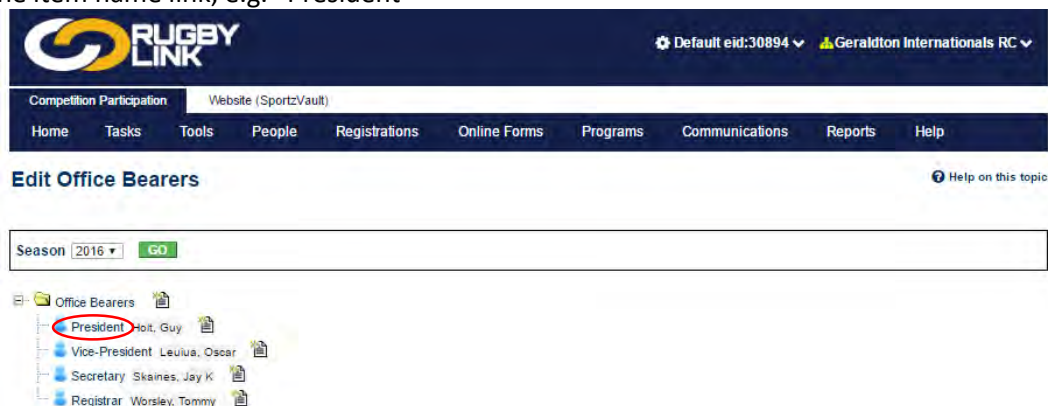 the item name link, e.g. "President"
RUGBY LINK
Default eid:30894 Geraldton Internationals RC
Competition Participation Website (SportzVault)
Home Tasks Tools People Registrations Online Forms Programs Communications Reports Help
Edit Office Bearers Help on this topic
Season 2016 GO
Office Bearers
President Holt, Guy
Vice-President Leuiua, Oscar
Secretary Skaines, Jay K
Registrar Worsley, Tommy